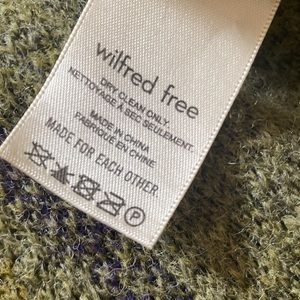 wilfred free
DRY CLEAN ONLY
NETTOYAGE À SEC SEULEMENT.
MADE IN CHINA
FABRIQUÉ EN CHINE
MADE FOR EACH OTHER.
P